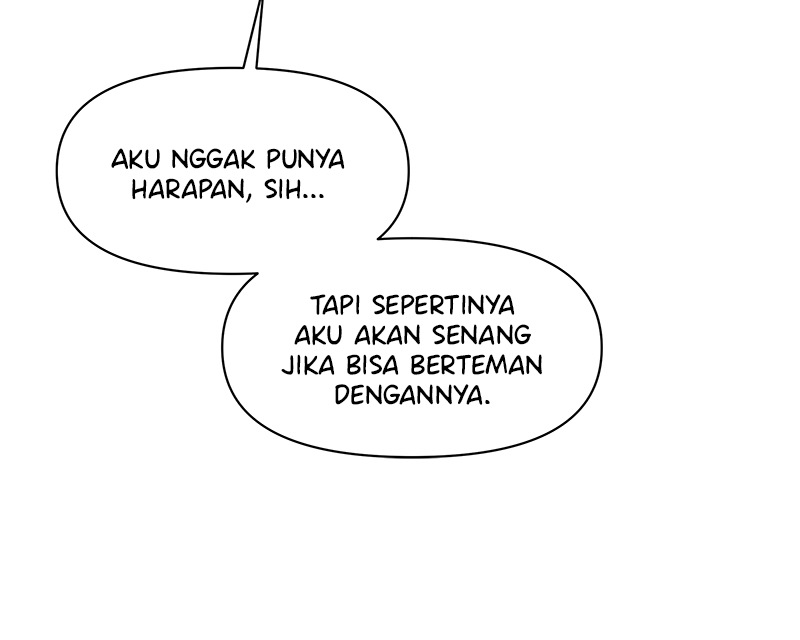 AKU NGGAK PUNYA
HARAPAN, SIH...
TAPI SEPERTINYA
AKU AKAN SENANG
JIKA BISA BERTEMAN
DENGANNYA.